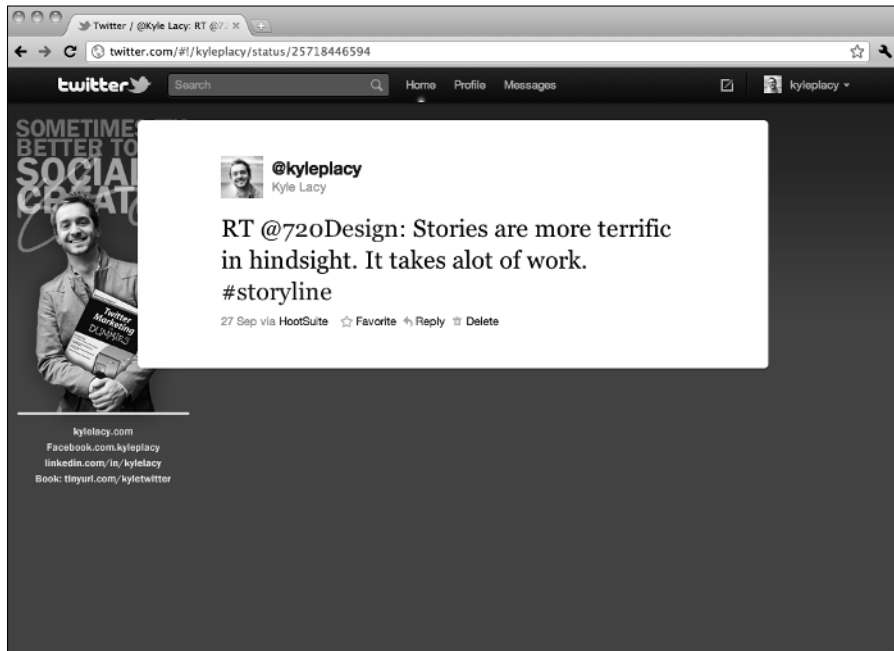 Twitter / @Kyle Lacy: RT @72
twitter.com/#!/kyleplacy/status/25718446594
twitter
Search
Home Profile Messages
kyleplacy
SOMETIMES
BETTER TO
SOCIAL
CREAT
@kyleplacy
Kyle Lacy
RT @720Design: Stories are more terrific
in hindsight. It takes alot of work.
#storyline
27 Sep via HootSuite Favorite Reply Delete
Twitter
Marketing
FOR
DUMMIES
kylelacy.com
Facebook.com.kyleplacy
linkedin.com/in/kylelacy
Book: tinyurl.com/kyletwitter